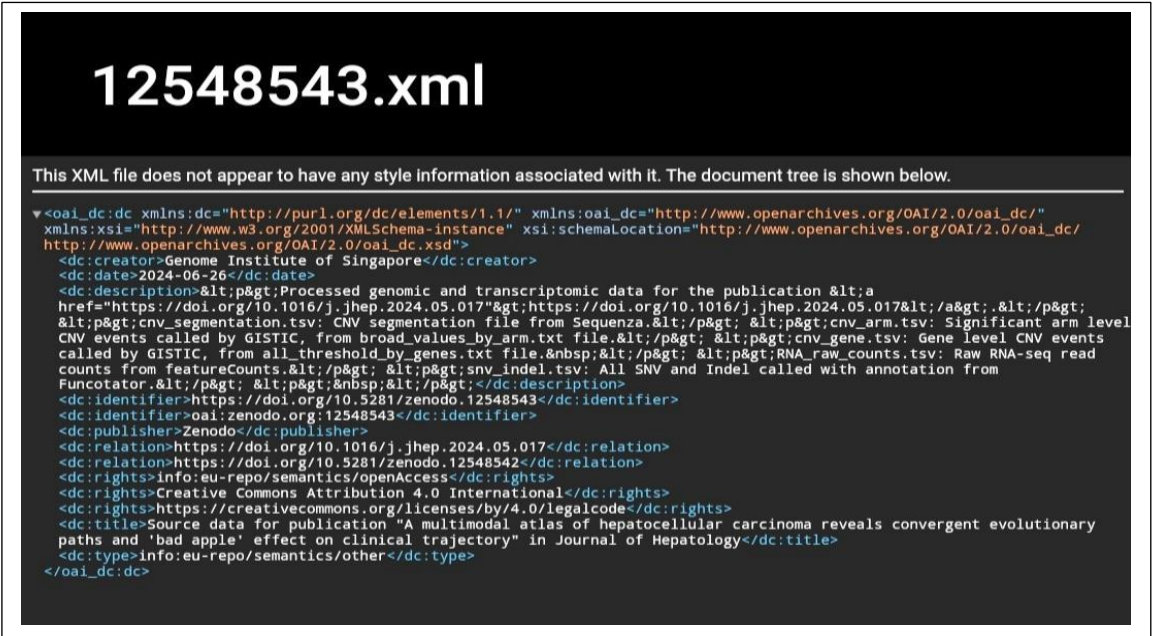 12548543.xml
This XML file does not appear to have any style information associated with it. The document tree is shown below.
▼<oai_dc:dc xmlns:dc="http://purl.org/dc/elements/1.1/" xmlns:oai_dc="http://www.openarchives.org/OAI/2.0/oai_dc/"
xmlns:xsi="http://www.w3.org/2001/XMLSchema-instance" xsi:schemaLocation="http://www.openarchives.org/OAI/2.0/oai_dc/
http://www.openarchives.org/OAI/2.0/oai_dc.xsd">
<dc:creator>Genome Institute of Singapore</dc:creator>
<dc:date>2024-06-26</dc:date>
<dc:description>&lt;p&gt;Processed genomic and transcriptomic data for the publication &lt;a
href="https://doi.org/10.1016/j.jhep.2024.05.017"&gt;https://doi.org/10.1016/j.jhep.2024.05.017&lt;/a&gt;.&lt;/p&gt;
&lt;p&gt;cnv_segmentation.tsv: CNV segmentation file from Sequenza.&lt;/p&gt; &lt;p&gt;cnv_arm.tsv: Significant arm level
CNV events called by GISTIC, from broad_values_by_arm.txt file.&lt;/p&gt; &lt;p&gt;cnv_gene.tsv: Gene level CNV events
called by GISTIC, from all_threshold_by_genes.txt file.&nbsp;&lt;/p&gt; &lt;p&gt;RNA_raw_counts.tsv: Raw RNA-seq read
counts from featureCounts.&lt;/p&gt; &lt;p&gt;snv_indel.tsv: All SNV and Indel called with annotation from
Funcotator.&lt;/p&gt; &lt;p&gt;&nbsp;&lt;/p&gt;</dc:description>
<dc:identifier>https://doi.org/10.5281/zenodo.12548543</dc:identifier>
<dc:identifier>oai:zenodo.org:12548543</dc:identifier>
<dc:publisher>Zenodo</dc:publisher>
<dc:relation>https://doi.org/10.1016/j.jhep.2024.05.017</dc:relation>
<dc:relation>https://doi.org/10.5281/zenodo.12548542</dc:relation>
<dc:rights>info:eu-repo/semantics/openAccess</dc:rights>
<dc:rights>Creative Commons Attribution 4.0 International</dc:rights>
<dc:rights>https://creativecommons.org/licenses/by/4.0/legalcode</dc:rights>
<dc:title>Source data for publication "A multimodal atlas of hepatocellular carcinoma reveals convergent evolutionary
paths and 'bad apple' effect on clinical trajectory" in Journal of Hepatology</dc:title>
<dc:type>info:eu-repo/semantics/other</dc:type>
</oai_dc:dc>